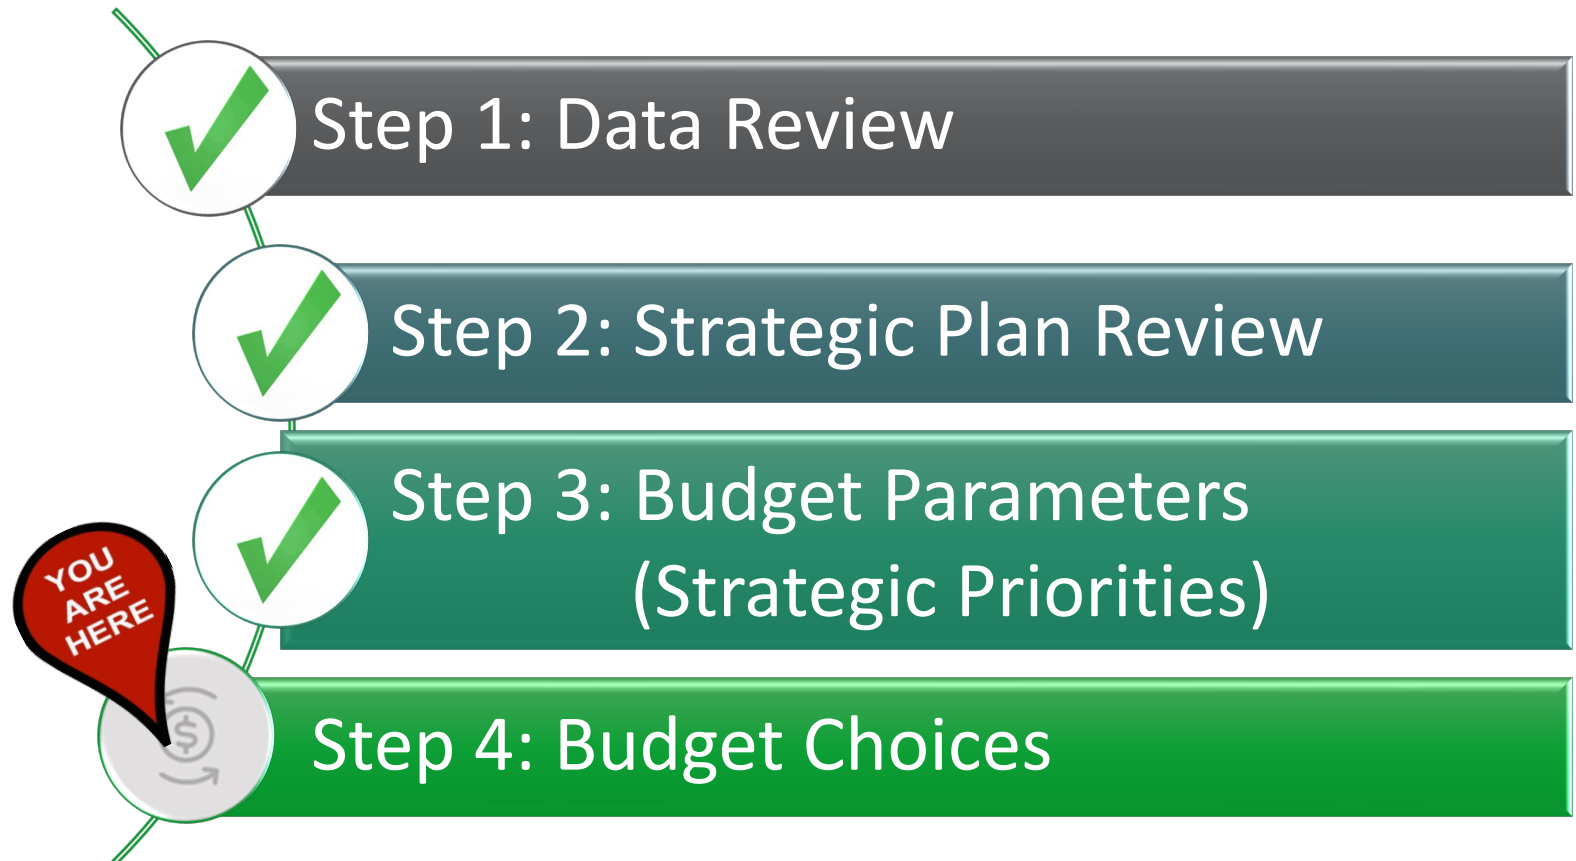 Step 1: Data Review
Step 2: Strategic Plan Review
Step 3: Budget Parameters
(Strategic Priorities)
YOU
ARE
HERE
$
Step 4: Budget Choices